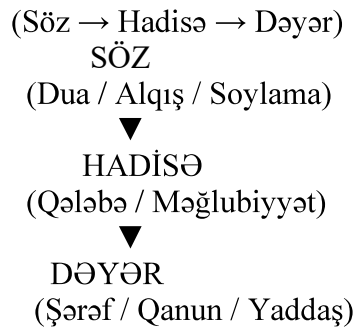 (Söz → Hadisə → Dəyər)
SÖZ
(Dua / Alqış / Soylama)
▼
HADİSƏ
(Qələbə / Məğlubiyyət)
▼
DƏYƏR
(Şərəf / Qanun / Yaddaş)